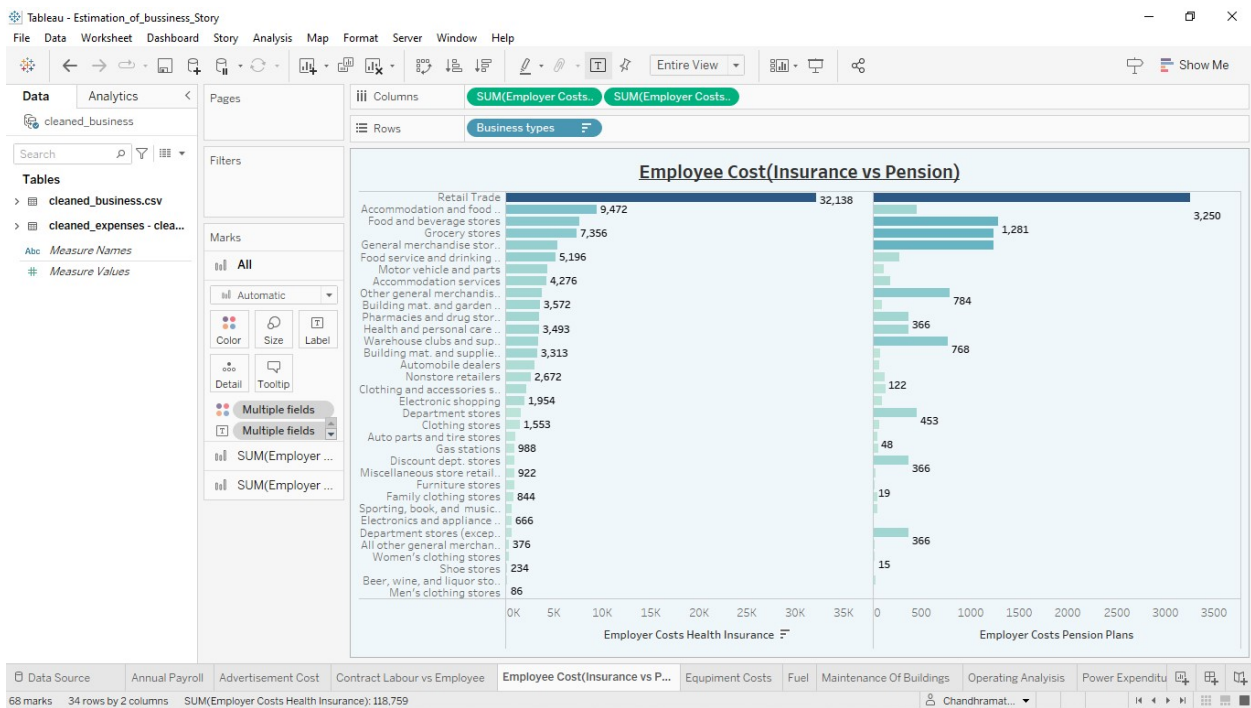 Tableau - Estimation_of_bussiness_Story
File Data Worksheet Dashboard Story Analysis Map Format Server Window Help
Entire View
Show Me
Data Analytics
cleaned_business
Search
Tables
cleaned_business.csv
cleaned_expenses - clea...
Abc Measure Names
# Measure Values
Pages
Filters
Marks
All
Automatic
Color Size Label
Detail Tooltip
Multiple fields
Multiple fields
SUM(Employer ...
SUM(Employer ...
Columns SUM(Employer Costs.. SUM(Employer Costs..
Rows Business types
Employee Cost(Insurance vs Pension)
Retail Trade 32,138 3,250
Accommodation and food .. 9,472
Food and beverage stores 1,281
Grocery stores 7,356
General merchandise stor..
Food service and drinking .. 5,196
Motor vehicle and parts
Accommodation services 4,276
Other general merchandis.. 784
Building mat. and garden .. 3,572
Pharmacies and drug stor.. 366
Health and personal care .. 3,493
Warehouse clubs and sup.. 768
Building mat. and supplie.. 3,313
Automobile dealers
Nonstore retailers 2,672 122
Clothing and accessories s..
Electronic shopping 1,954
Department stores 453
Clothing stores 1,553
Auto parts and tire stores 48
Gas stations 988
Discount dept. stores 366
Miscellaneous store retail.. 922
Furniture stores 19
Family clothing stores 844
Sporting, book, and music..
Electronics and appliance .. 666
Department stores (excep.. 366
All other general merchan.. 376
Women's clothing stores 15
Shoe stores 234
Beer, wine, and liquor sto..
Men's clothing stores 86
0K 5K 10K 15K 20K 25K 30K 35K 0 500 1000 1500 2000 2500 3000 3500
Employer Costs Health Insurance Employer Costs Pension Plans
Data Source Annual Payroll Advertisement Cost Contract Labour vs Employee Employee Cost(Insurance vs P... Equpiment Costs Fuel Maintenance Of Buildings Operating Analyisis Power Expenditu
68 marks 34 rows by 2 columns SUM(Employer Costs Health Insurance): 118,759 Chandhramat...